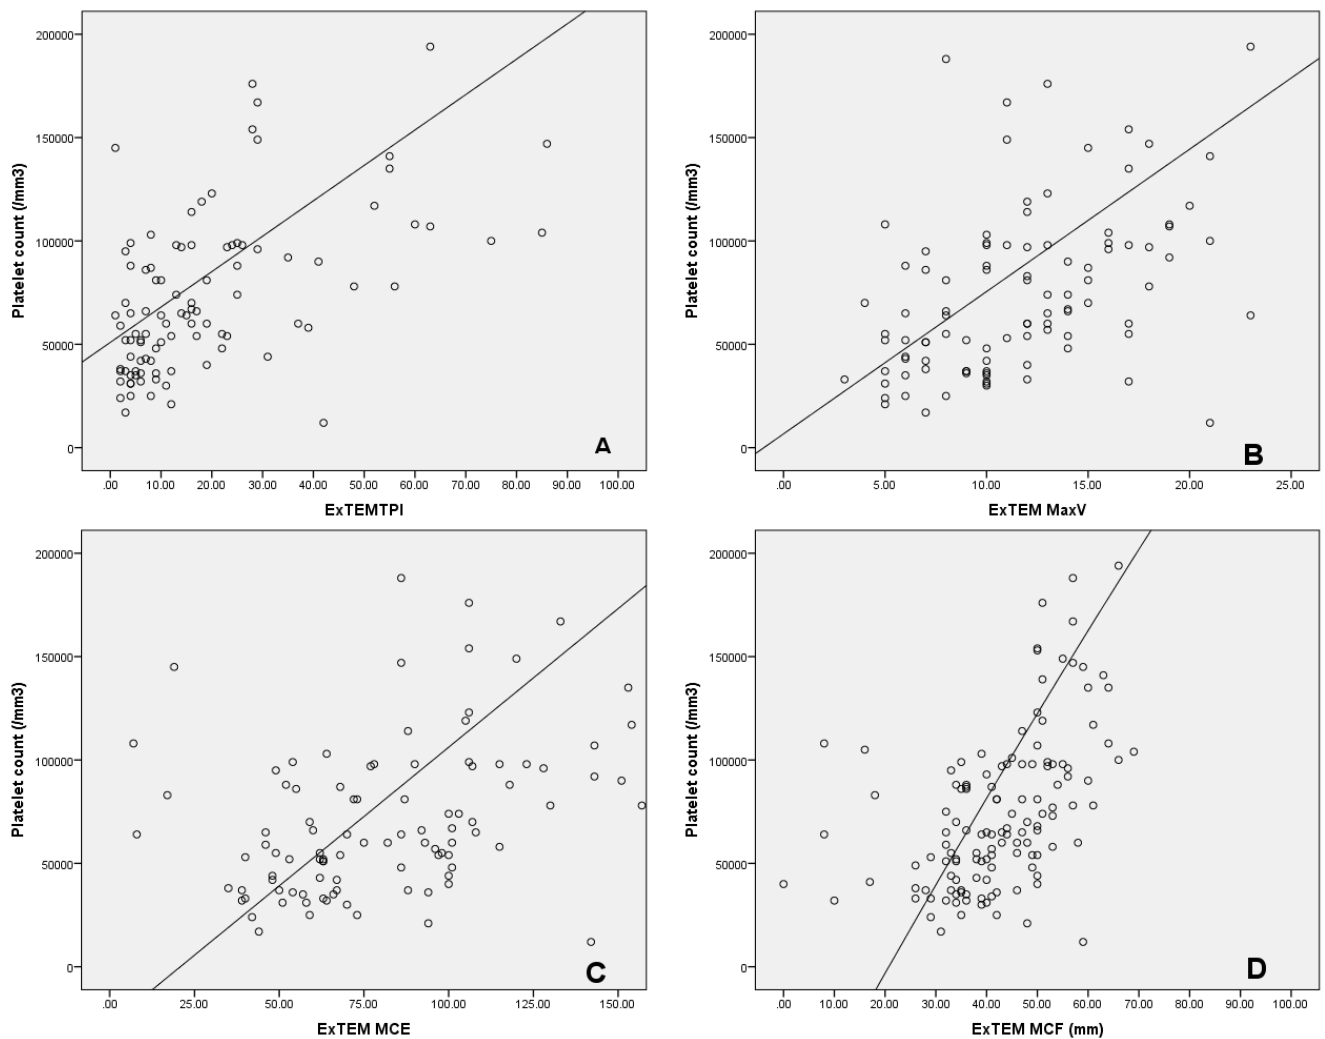 200000
150000
100000
50000
0
Platelet count (/mm3)
.00 10.00 20.00 30.00 40.00 50.00 60.00 70.00 80.00 90.00 100.00
ExTEMTPI
A
200000
150000
100000
50000
0
Platelet count (/mm3)
.00 5.00 10.00 15.00 20.00 25.00
ExTEM MaxV
B
200000
150000
100000
50000
0
Platelet count (/mm3)
.00 25.00 50.00 75.00 100.00 125.00 150.00
ExTEM MCE
C
200000
150000
100000
50000
0
Platelet count (/mm3)
.00 10.00 20.00 30.00 40.00 50.00 60.00 70.00 80.00 90.00 100.00
ExTEM MCF (mm)
D